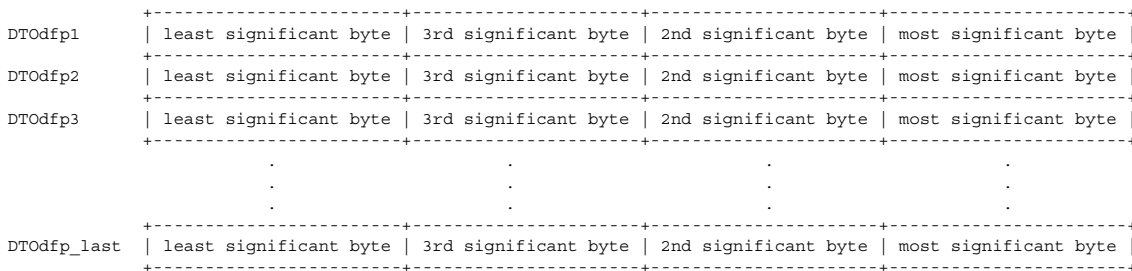 +-----------------------+---------------------+---------------------+----------------------+
DTOdfp1 | least significant byte | 3rd significant byte | 2nd significant byte | most significant byte |
+-----------------------+---------------------+---------------------+----------------------+
DTOdfp2 | least significant byte | 3rd significant byte | 2nd significant byte | most significant byte |
+-----------------------+---------------------+---------------------+----------------------+
DTOdfp3 | least significant byte | 3rd significant byte | 2nd significant byte | most significant byte |
+-----------------------+---------------------+---------------------+----------------------+
. . . .
. . . .
. . . .
+-----------------------+---------------------+---------------------+----------------------+
DTOdfp_last | least significant byte | 3rd significant byte | 2nd significant byte | most significant byte |
+-----------------------+---------------------+---------------------+----------------------+